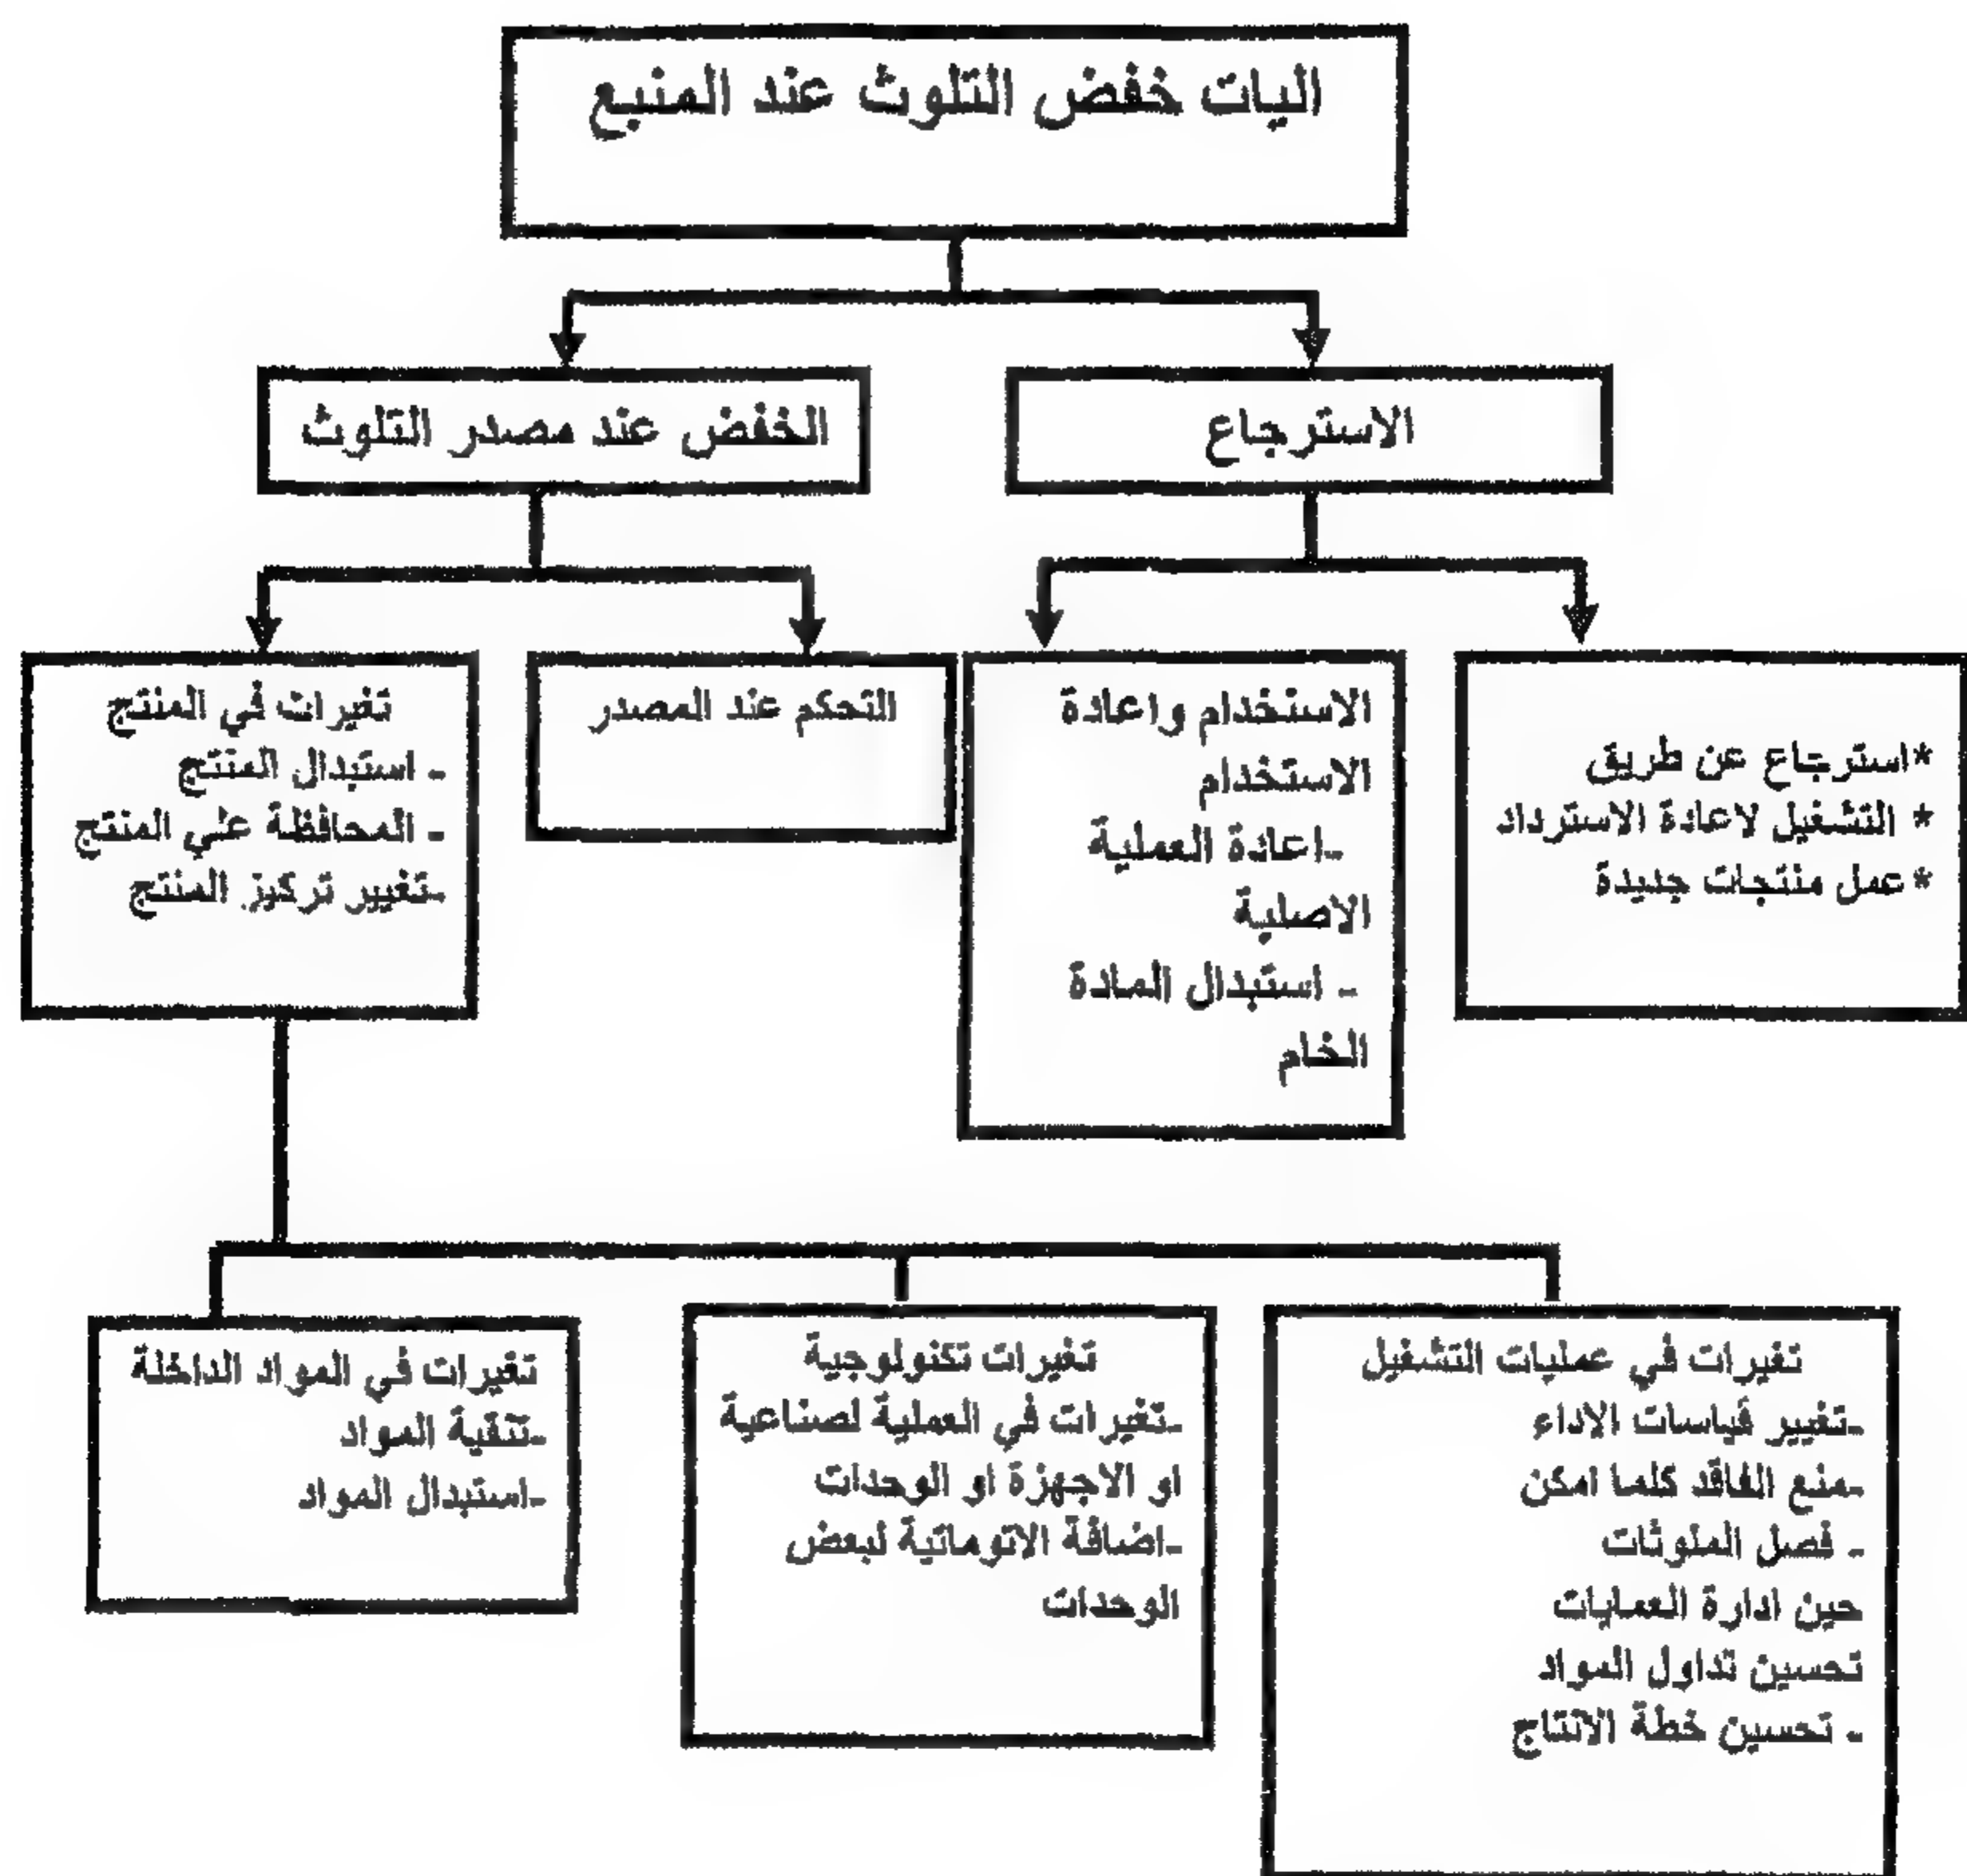 اليات خفض التلوث عند المنبع
الاسترجاع
الخفض عند مصدر التلوث
*استرجاع عن طريق
* التشغيل لاعادة الاسترداد
*عمل منتجات جديدة
الاستخدام واعادة
الاستخدام
-اعادة العملية
الاصلية
- استبدال المادة
الخام
التحكم عند المصدر
تغيرات في المنتج
- استبدال المنتج
- المحافظة علي المنتج
-تغيير تركيز المنتج
تغيرات في عمليات التشغيل
-تغيير قياسات الاداء
-منع الفاقد كلما امكن
- فصل الملوثات
حين ادارة العمليات
تحسين تداول المواد
- تحسين خطة الانتاج
تغيرات تكنولوجية
-تغيرات في العملية لصناعية
او الاجهزة او الوحدات
-اضافة الاتوماتية لبعض
الوحدات
تغيرات في المواد الداخلة
-تنقية المواد
-استبدال المواد